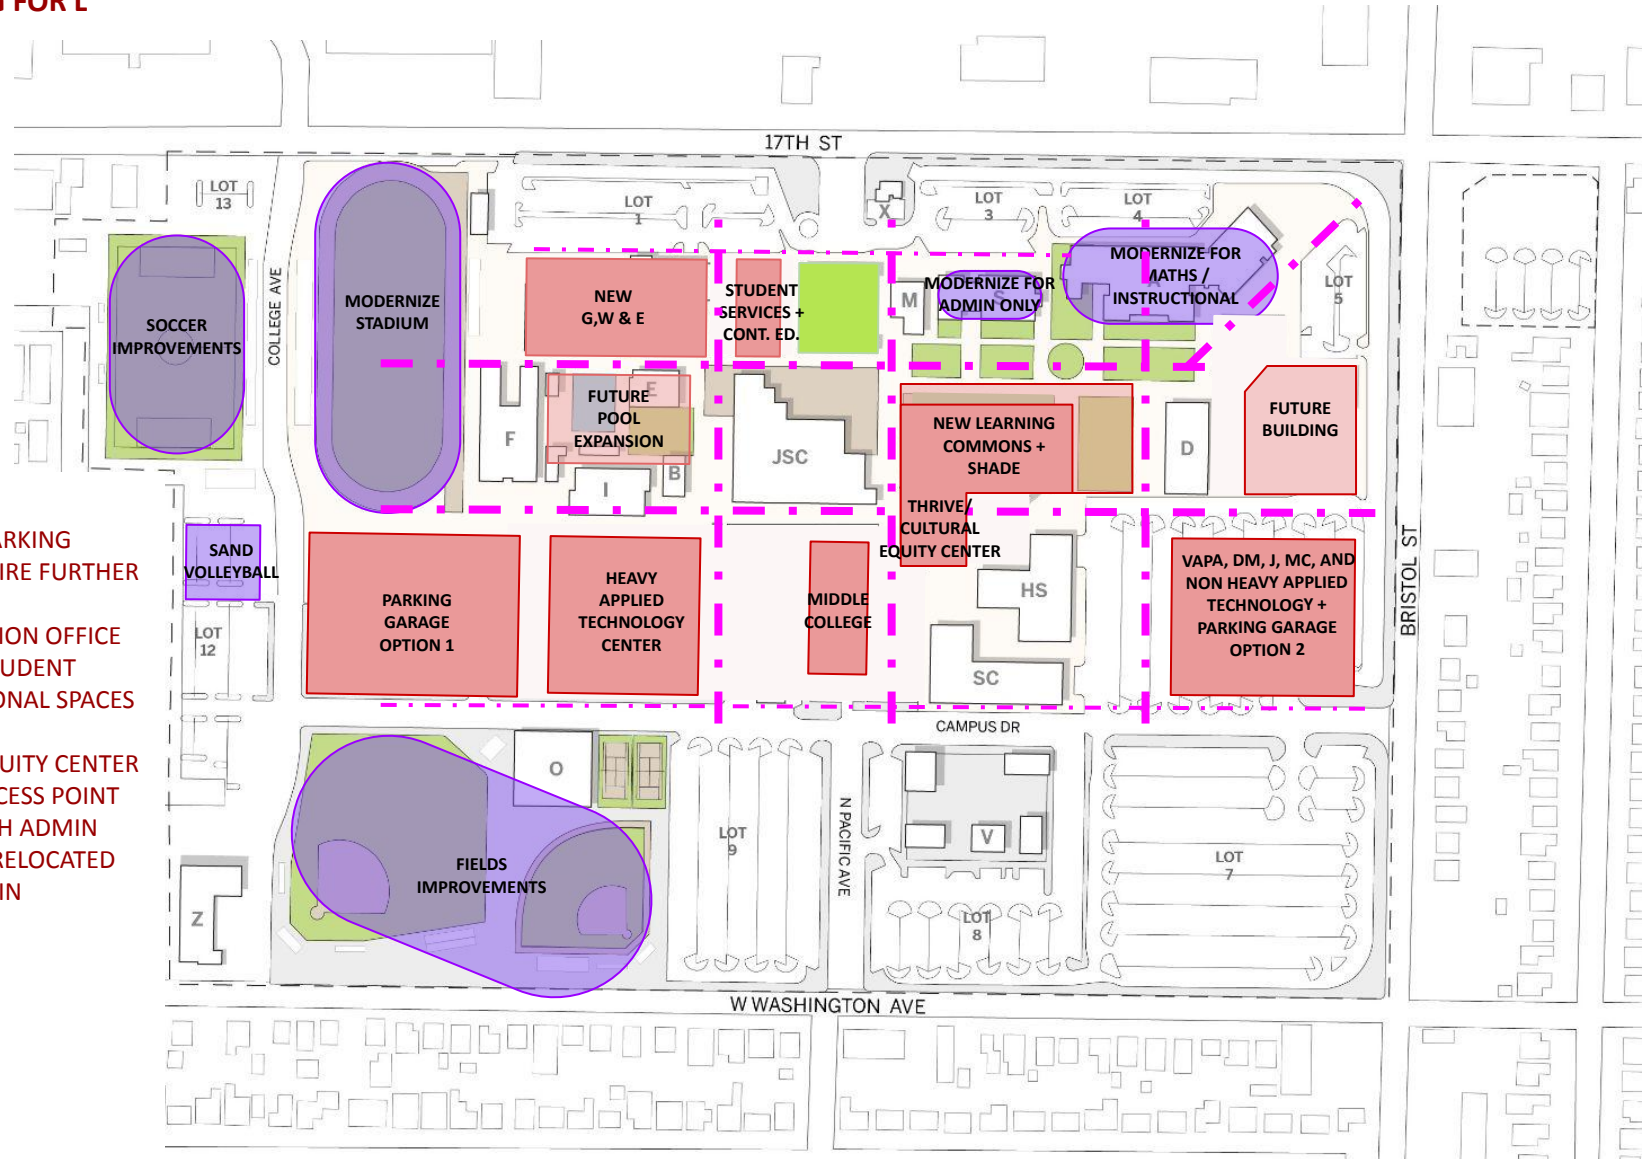 FOR L
17TH ST
LOT
13
LOT
1
X
LOT
3
LOT
4
LOT
5
COLLEGE AVE
SOCCER
IMPROVEMENTS
MODERNIZE
STADIUM
NEW
G,W & E
STUDENT
SERVICES +
CONT. ED.
M
MODERNIZE FOR
ADMIN ONLY
S
MODERNIZE FOR
MATHS /
INSTRUCTIONAL
A
F
FUTURE
POOL
EXPANSION
E
B
I
JSC
NEW LEARNING
COMMONS +
SHADE
D
FUTURE
BUILDING
THRIVE/
CULTURAL
EQUITY CENTER
ARKING
IRE FURTHER
ION OFFICE
UDENT
ONAL SPACES
UITY CENTER
CESS POINT
H ADMIN
RELOCATED
IN
SAND
VOLLEYBALL
LOT
12
PARKING
GARAGE
OPTION 1
HEAVY
APPLIED
TECHNOLOGY
CENTER
MIDDLE
COLLEGE
HS
SC
VAPA, DM, J, MC, AND
NON HEAVY APPLIED
TECHNOLOGY +
PARKING GARAGE
OPTION 2
BRISTOL ST
CAMPUS DR
O
LOT
9
N PACIFIC AVE
V
LOT
8
LOT
7
FIELDS
IMPROVEMENTS
Z
W WASHINGTON AVE